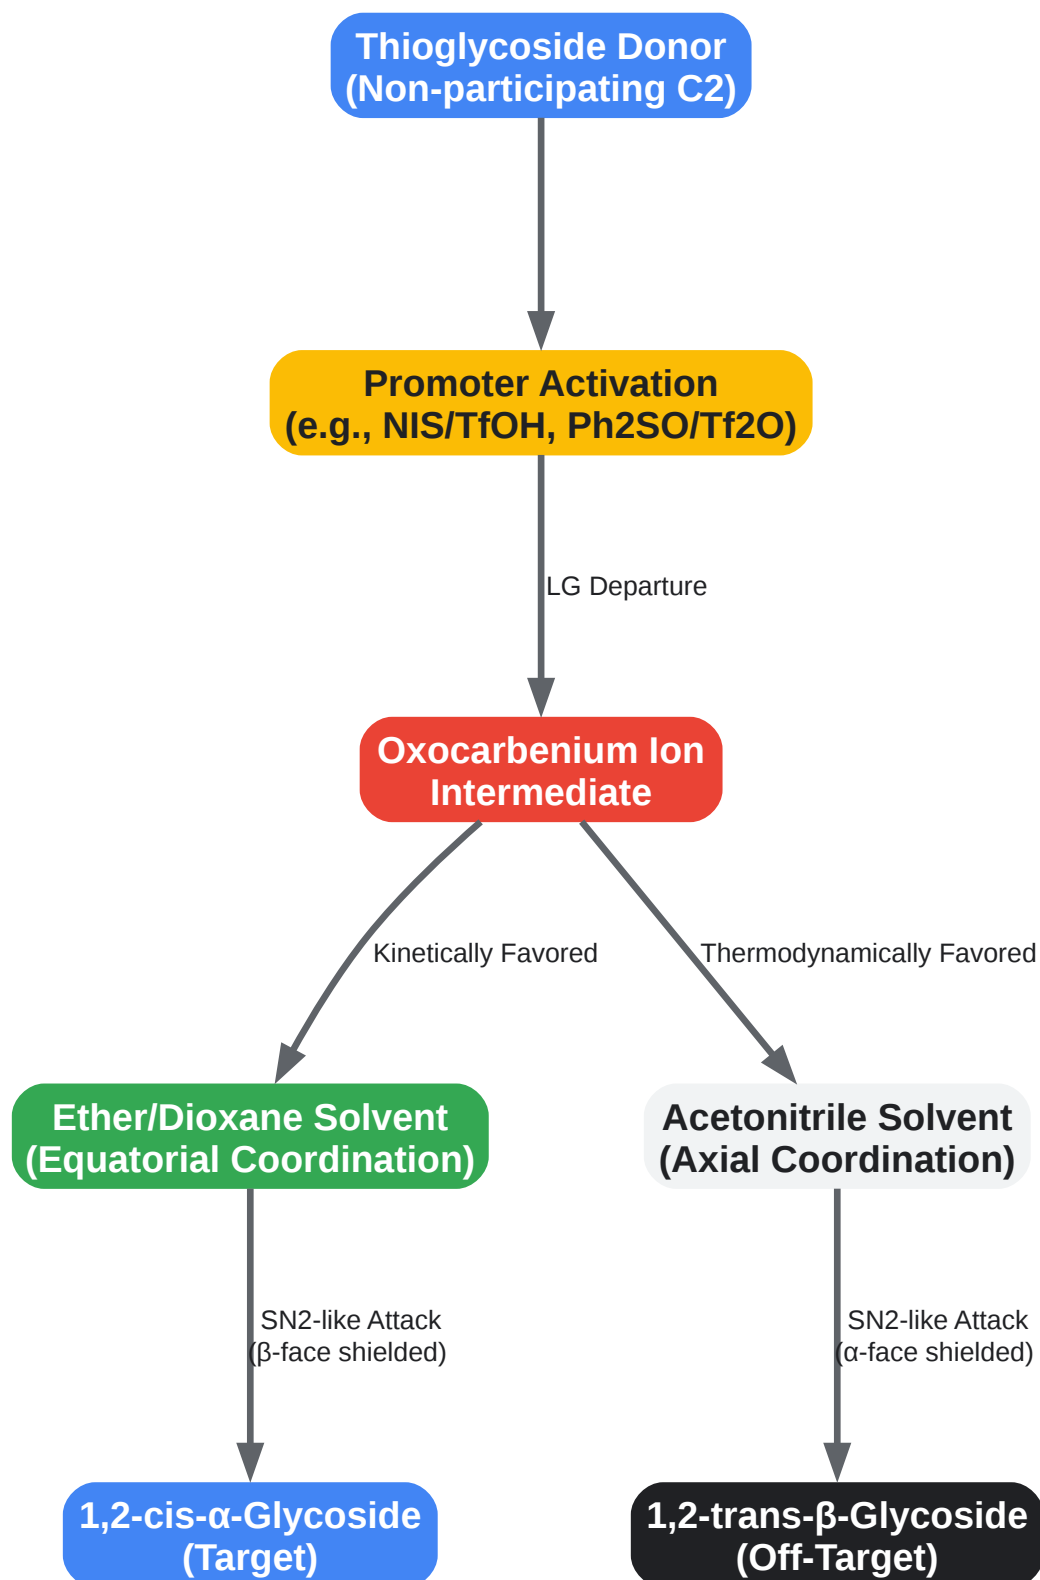 Thioglycoside Donor
(Non-participating C2)
Promoter Activation
(e.g., NIS/TfOH, Ph2SO/Tf2O)
LG Departure
Oxocarbenium Ion
Intermediate
Kinetically Favored
Thermodynamically Favored
Ether/Dioxane Solvent
(Equatorial Coordination)
Acetonitrile Solvent
(Axial Coordination)
SN2-like Attack
(β-face shielded)
SN2-like Attack
(α-face shielded)
1,2-cis-α-Glycoside
(Target)
1,2-trans-β-Glycoside
(Off-Target)